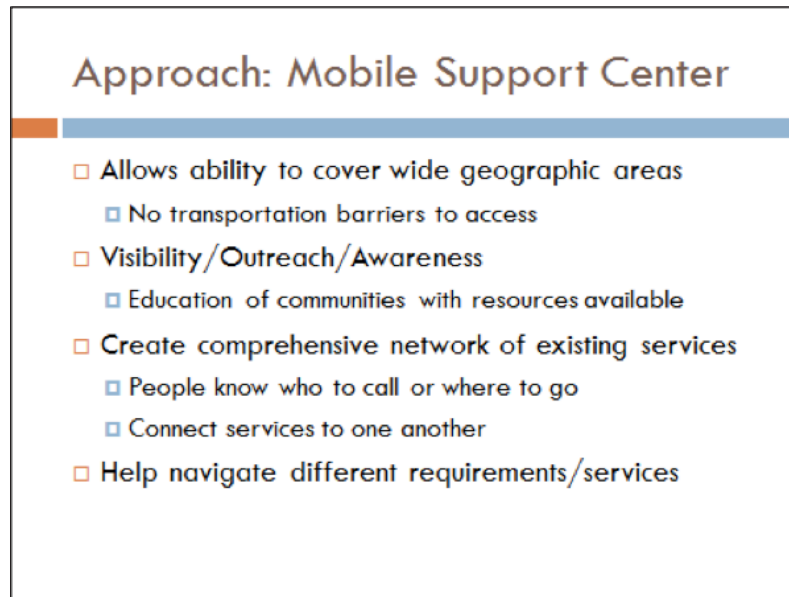 Approach: Mobile Support Center
Allows ability to cover wide geographic areas
No transportation barriers to access
Visibility/Outreach/Awareness
Education of communities with resources available
Create comprehensive network of existing services
People know who to call or where to go
Connect services to one another
Help navigate different requirements/services